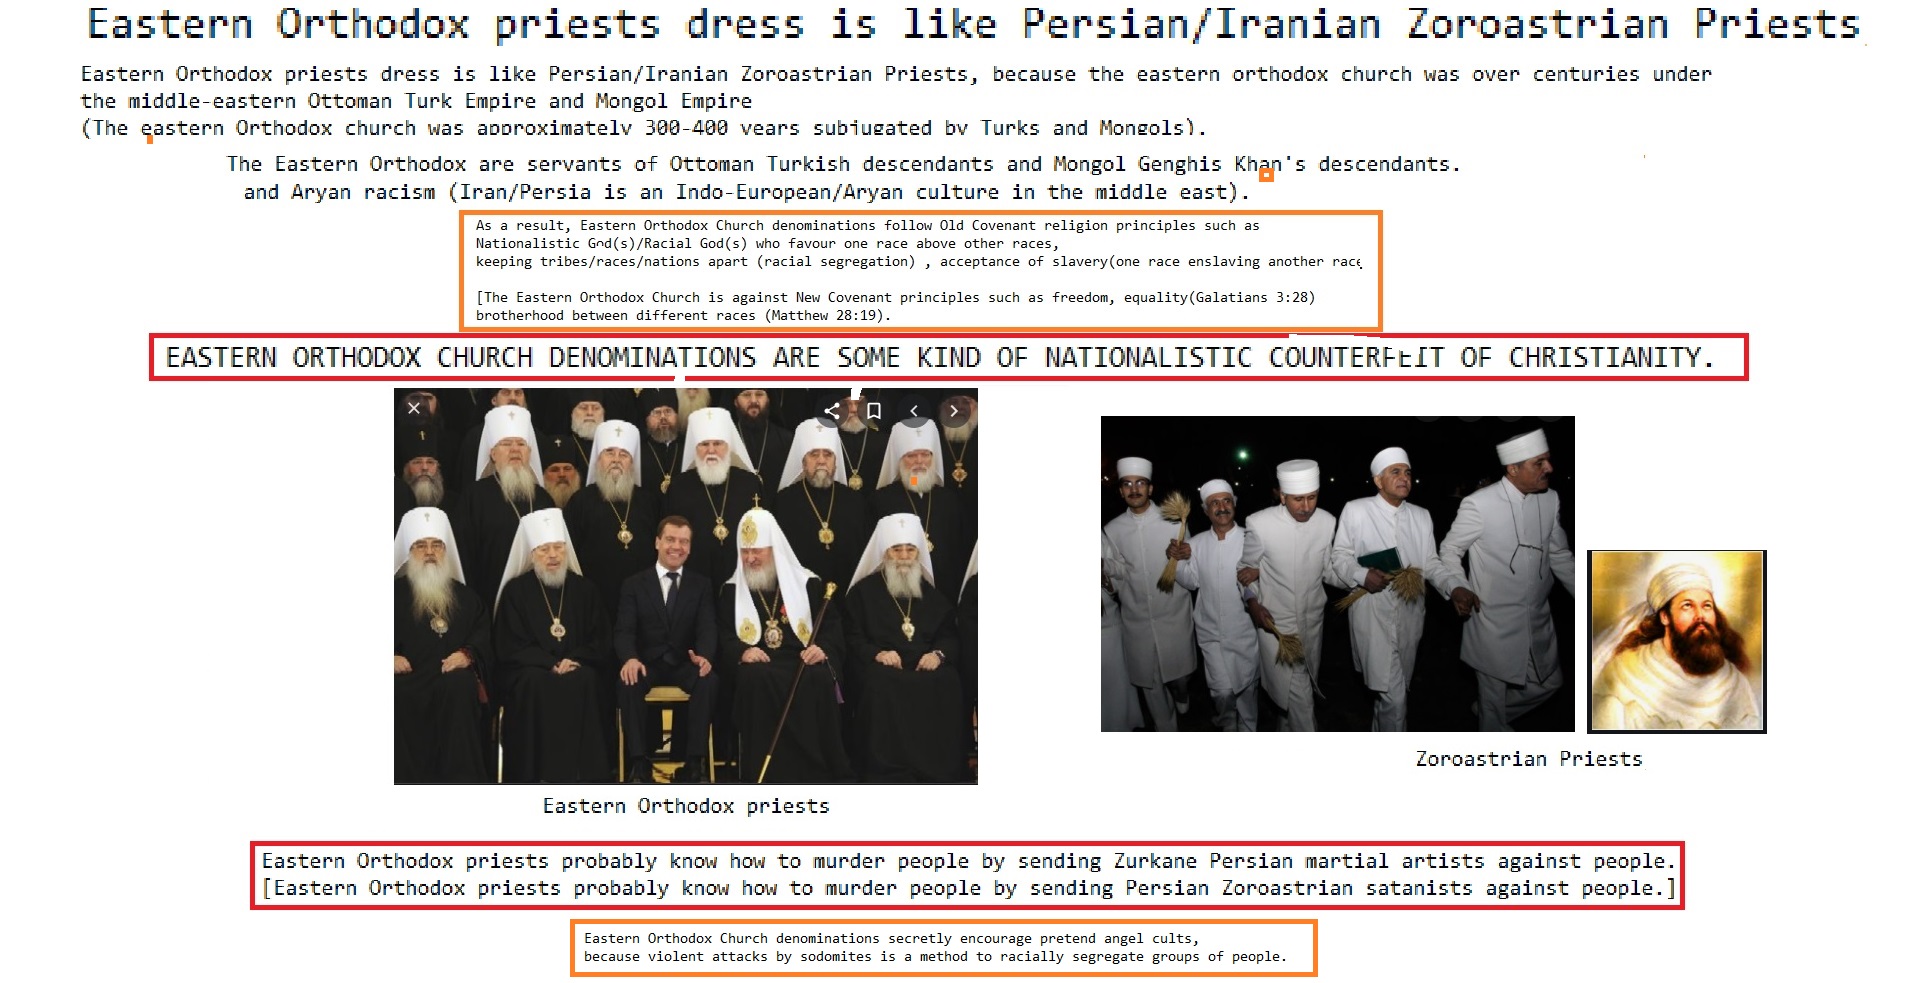 Eastern Orthodox priests dress is like Persian/Iranian Zoroastrian Priests
Eastern Orthodox priests dress is like Persian/Iranian Zoroastrian Priests, because the eastern orthodox church was over centuries under
the middle-eastern Ottoman Turk Empire and Mongol Empire
(The eastern Orthodox church was approximately 300-400 years subjugated by Turks and Mongols).
The Eastern Orthodox are servants of Ottoman Turkish descendants and Mongol Genghis Khan's descendants.
and Aryan racism (Iran/Persia is an Indo-European/Aryan culture in the middle east).
As a result, Eastern Orthodox Church denominations follow Old Covenant religion principles such as
Nationalistic God(s)/Racial God(s) who favour one race above other races,
keeping tribes/races/nations apart (racial segregation) , acceptance of slavery(one race enslaving another race
[The Eastern Orthodox Church is against New Covenant principles such as freedom, equality(Galatians 3:28)
brotherhood between different races (Matthew 28:19).
EASTERN ORTHODOX CHURCH DENOMINATIONS ARE SOME KIND OF NATIONALISTIC COUNTERFEIT OF CHRISTIANITY.
Eastern Orthodox priests
Zoroastrian Priests
Eastern Orthodox priests probably know how to murder people by sending Zurkane Persian martial artists against people.
[Eastern Orthodox priests probably know how to murder people by sending Persian Zoroastrian satanists against people.]
Eastern Orthodox Church denominations secretly encourage pretend angel cults,
because violent attacks by sodomites is a method to racially segregate groups of people.